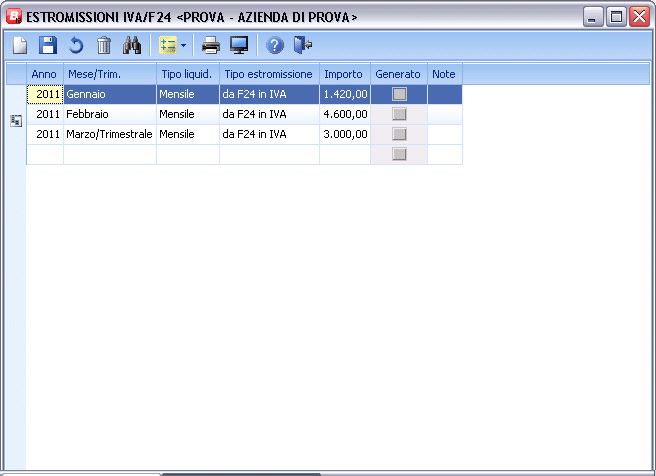 ESTROMISSIONI IVA/F24 <PROVA - AZIENDA DI PROVA>
Anno Mese/Trim. Tipo liquid. Tipo estromissione Importo Generato Note
2011 Gennaio Mensile da F24 in IVA 1.420,00
2011 Febbraio Mensile da F24 in IVA 4.600,00
2011 Marzo/Trimestrale Mensile da F24 in IVA 3.000,00